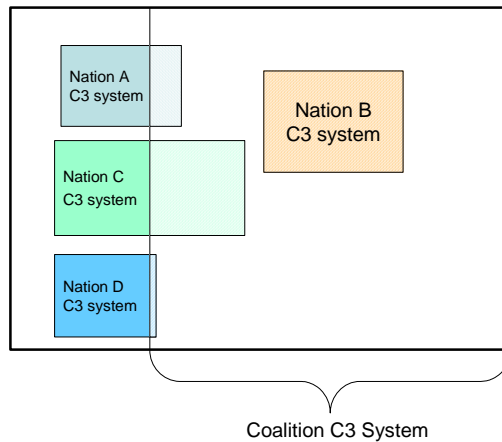 Nation A
C3 system
Nation B
C3 system
Nation C
C3 system
Nation D
C3 system
Coalition C3 System